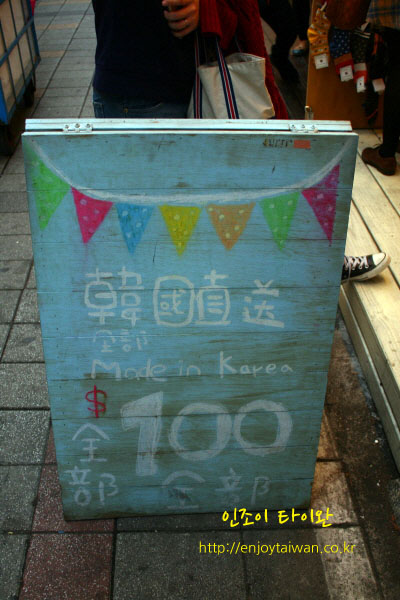 韓國直送
全部
Made in Korea
$100
全部
全部
인조이 타이완
http://enjoytaiwan.co.kr